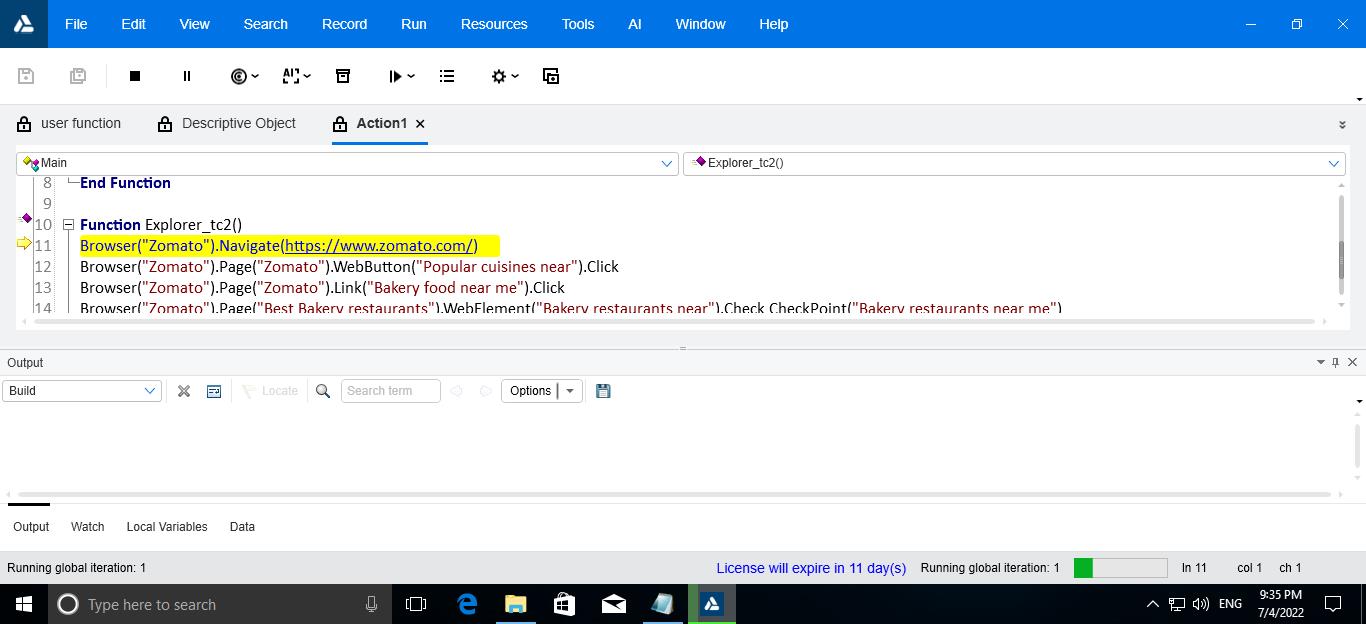 File Edit View Search Record Run Resources Tools AI Window Help
AI
user function Descriptive Object Action1
Main Explorer_tc2()
8 End Function
9
10 Function Explorer_tc2()
11 Browser("Zomato").Navigate(https://www.zomato.com/)
12 Browser("Zomato").Page("Zomato").WebButton("Popular cuisines near").Click
13 Browser("Zomato").Page("Zomato").Link("Bakery food near me").Click
14 Browser("Zomato").Page("Best Bakery restaurants").WebElement("Bakery restaurants near").Check CheckPoint("Bakery restaurants near me")
Output
Build Locate Search term Options
Output Watch Local Variables Data
Running global iteration: 1 License will expire in 11 day(s) Running global iteration: 1 ln 11 col 1 ch 1
Type here to search ENG 9:35 PM
7/4/2022